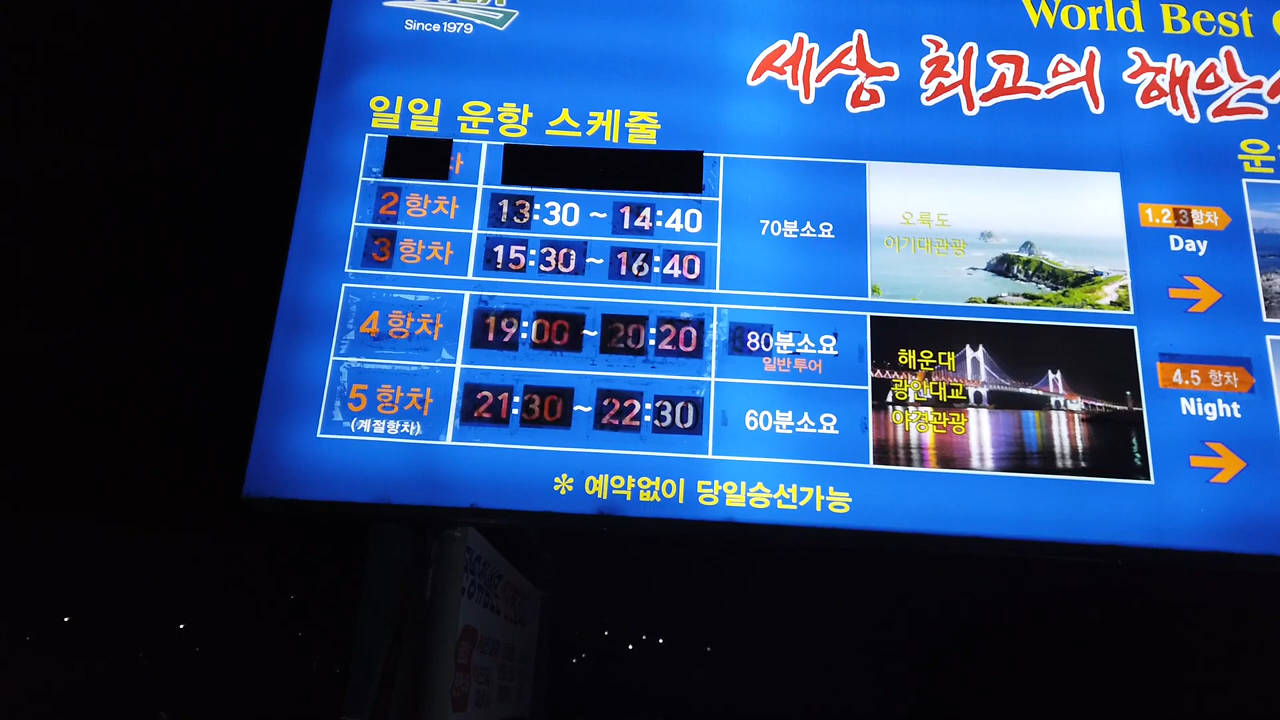 Since 1979
World Best
세상 최고의 해안
일일 운항 스케줄
차
2 항차 13:30 ~ 14:40
3 항차 15:30 ~ 16:40
70분소요
오륙도
이기대관광
1.2.3항차
Day
4 항차 19:00 ~ 20:20
80분소요
일반투어
5 항차 21:30 ~ 22:30
(계절항차)
60분소요
해운대
광안대교
야경관광
4.5 항차
Night
* 예약없이 당일승선가능
운